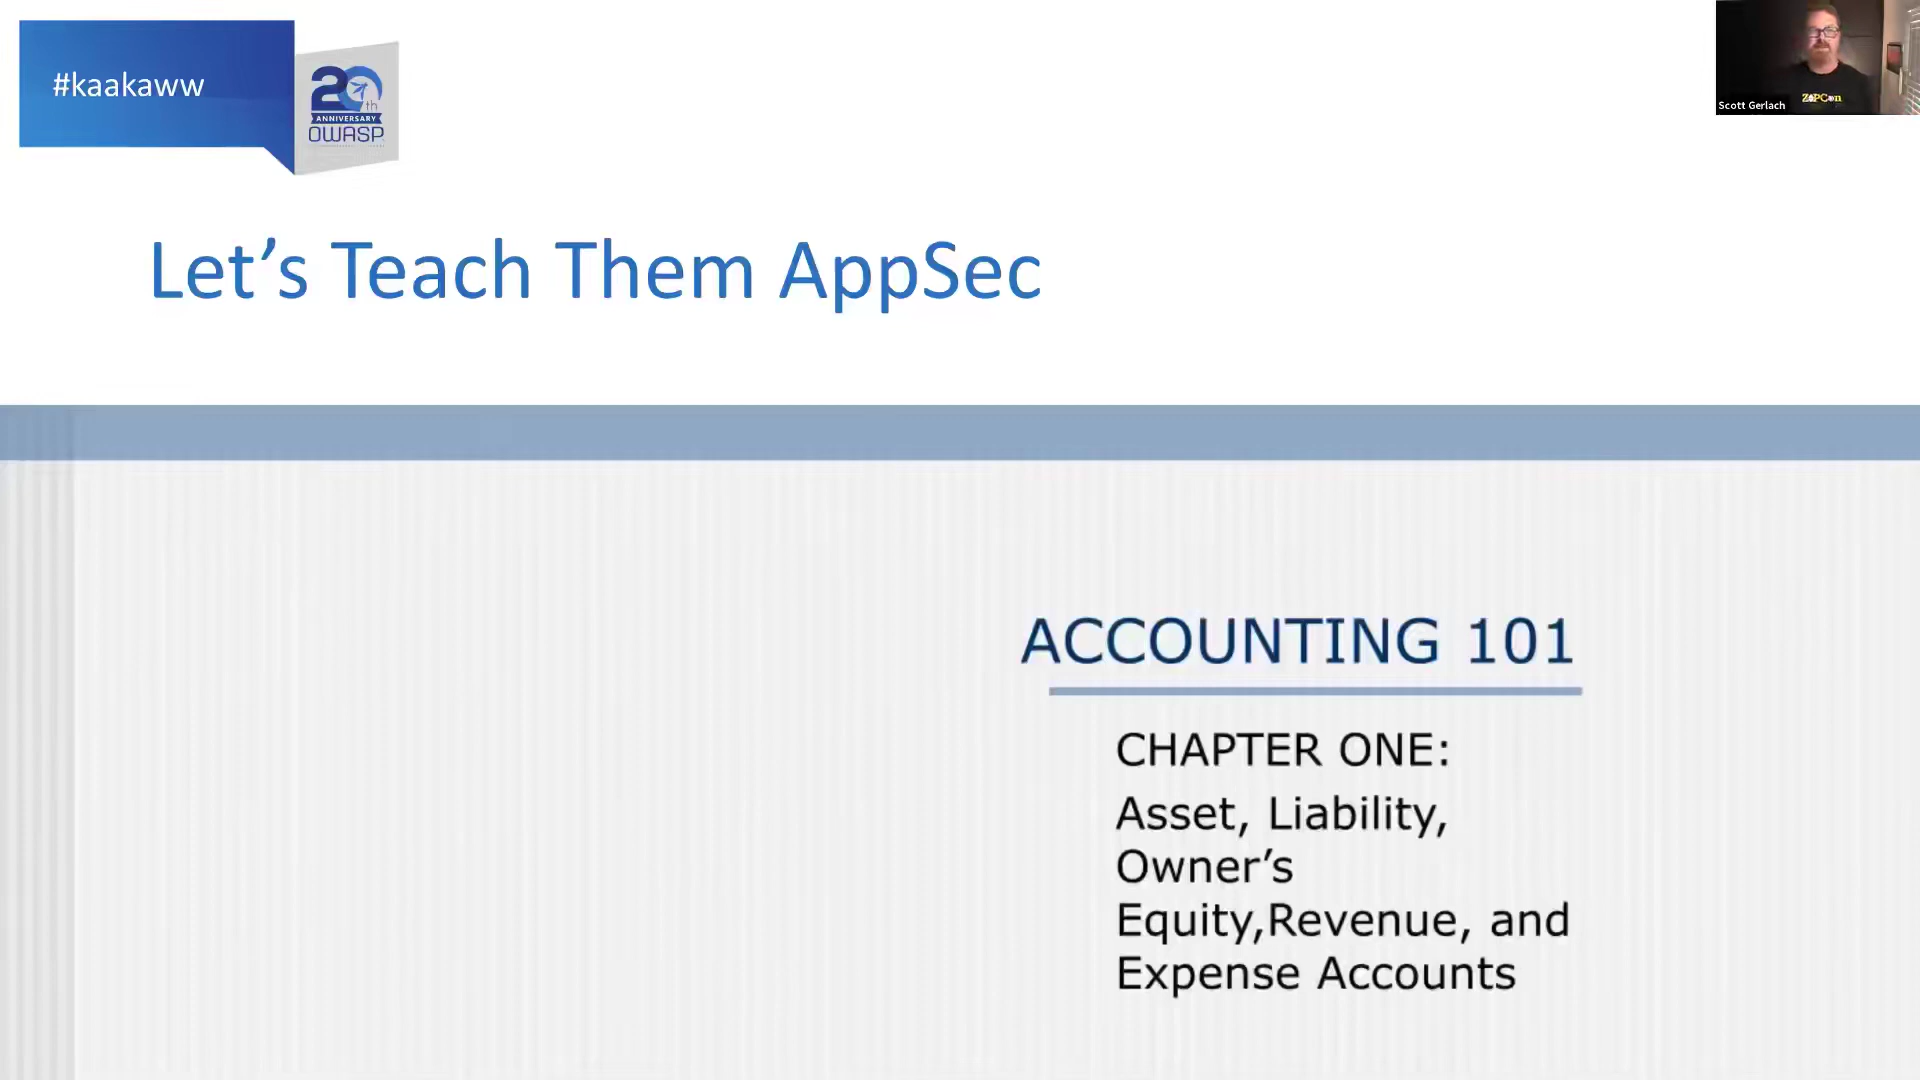 #kaakaww
20th
ANNIVERSARY
OWASP
Scott Gerlach
ZAPCon
Let’s Teach Them AppSec
ACCOUNTING 101
CHAPTER ONE:
Asset, Liability,
Owner’s
Equity,Revenue, and
Expense Accounts